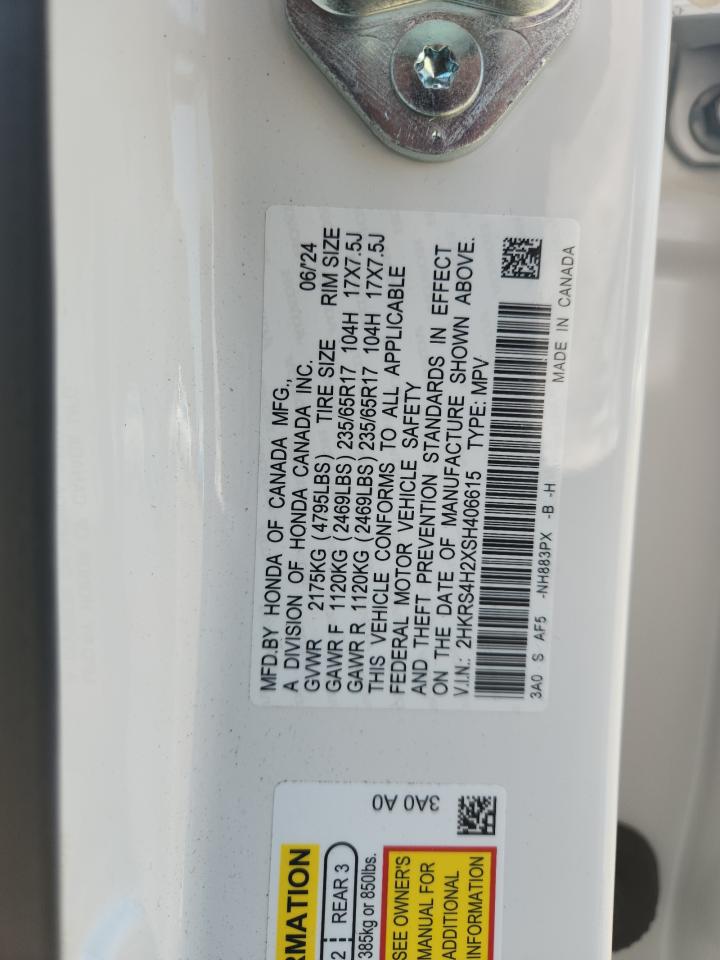 MFD.BY HONDA OF CANADA MFG.,
A DIVISION OF HONDA CANADA INC. 06/'24
GVWR 2175KG (4795LBS) TIRE SIZE RIM SIZE
GAWR F 1120KG (2469LBS) 235/65R17 104H 17X7.5J
GAWR R 1120KG (2469LBS) 235/65R17 104H 17X7.5J
THIS VEHICLE CONFORMS TO ALL APPLICABLE
FEDERAL MOTOR VEHICLE SAFETY
AND THEFT PREVENTION STANDARDS IN EFFECT
ON THE DATE OF MANUFACTURE SHOWN ABOVE.
V.I.N.: 2HKRS4H2XSH406615 TYPE: MPV
3A0 S AF5 -NH883PX -B -H
MADE IN CANADA
3A0 A0
RMATION
2 REAR 3
385kg or 850lbs.
SEE OWNER'S
MANUAL FOR
ADDITIONAL
INFORMATION